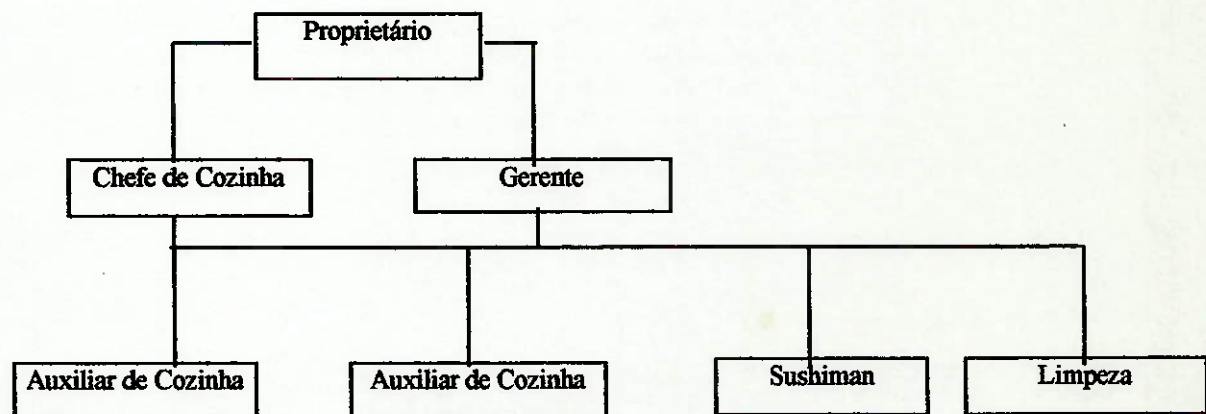 Proprietário
Chefe de Cozinha
Gerente
Auxiliar de Cozinha
Auxiliar de Cozinha
Sushiman
Limpeza